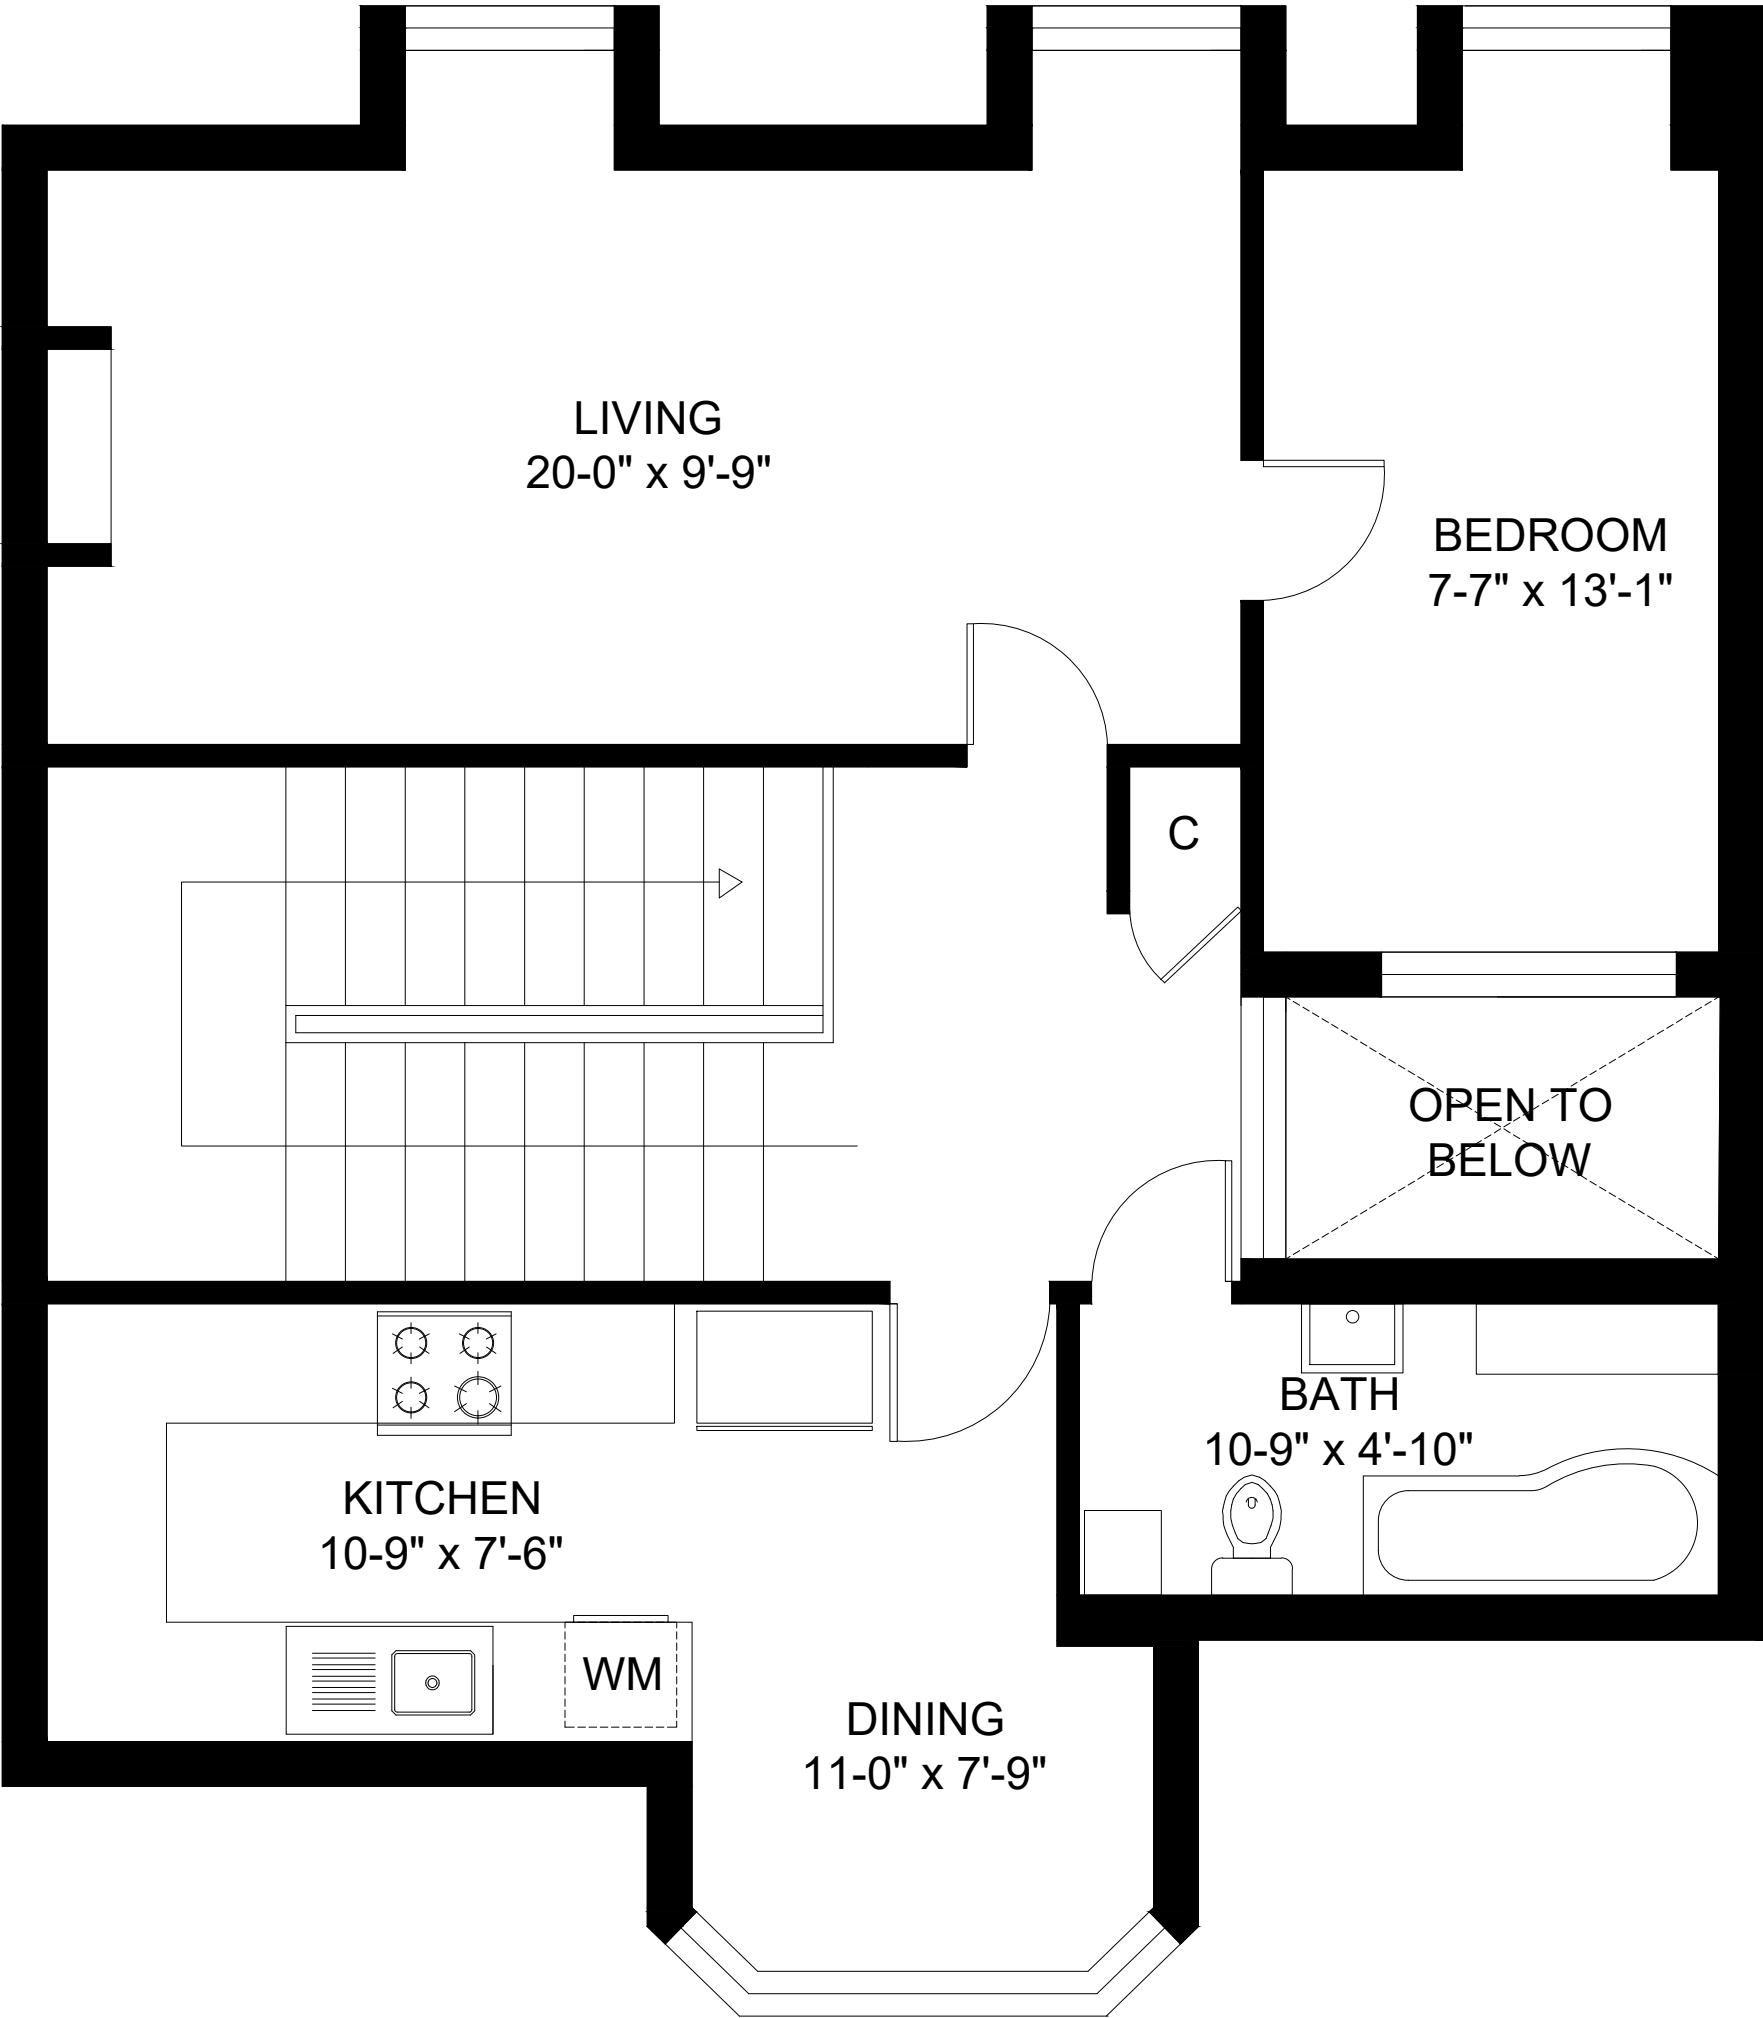 LIVING
20-0" x 9'-9"
BEDROOM
7-7" x 13'-1"
C
OPEN TO
BELOW
BATH
10-9" x 4'-10"
KITCHEN
10-9" x 7'-6"
WM
DINING
11-0" x 7'-9"